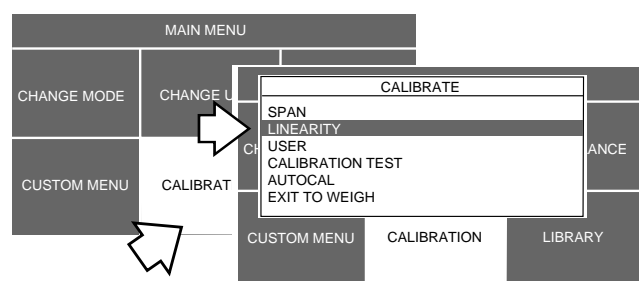 MAIN MENU
CHANGE MODE
CHANGE U
CUSTOM MENU
CALIBRAT
CALIBRATE
SPAN
LINEARITY
USER
CALIBRATION TEST
AUTOCAL
EXIT TO WEIGH
CH
ANCE
CUSTOM MENU
CALIBRATION
LIBRARY